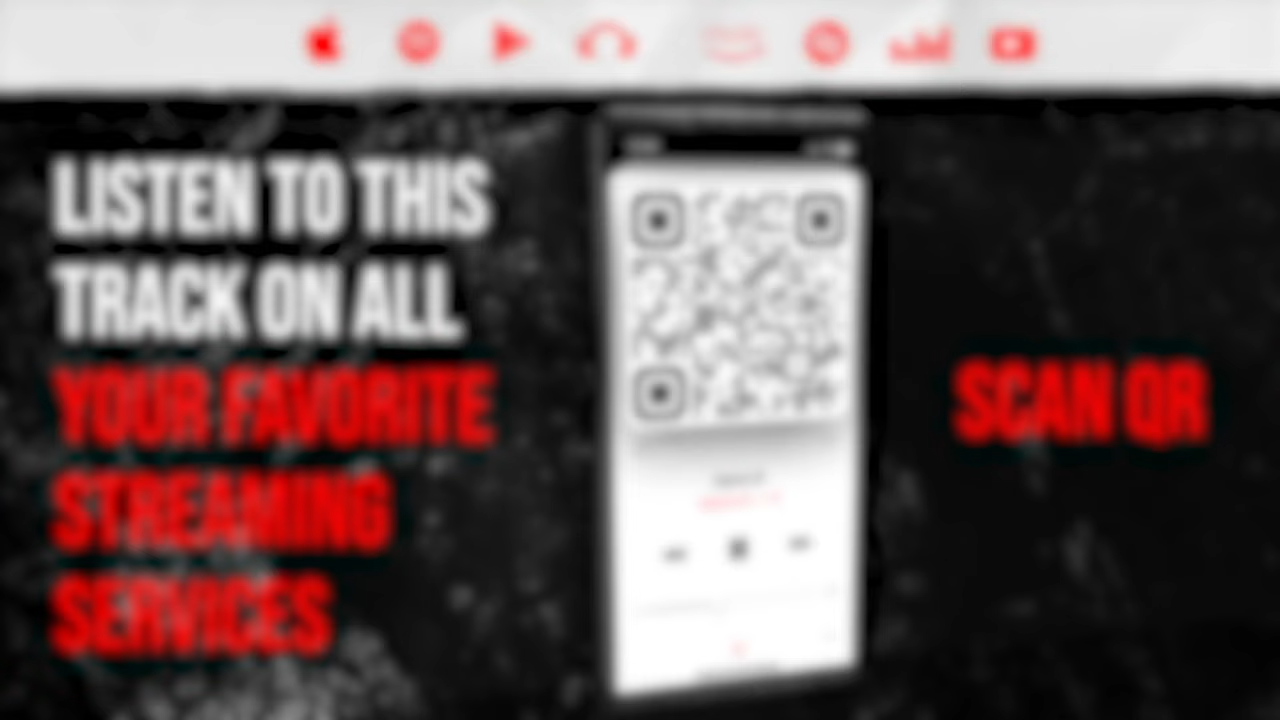 LISTEN TO THIS
TRACK ON ALL
YOUR FAVORITE
STREAMING
SERVICES
SCAN QR